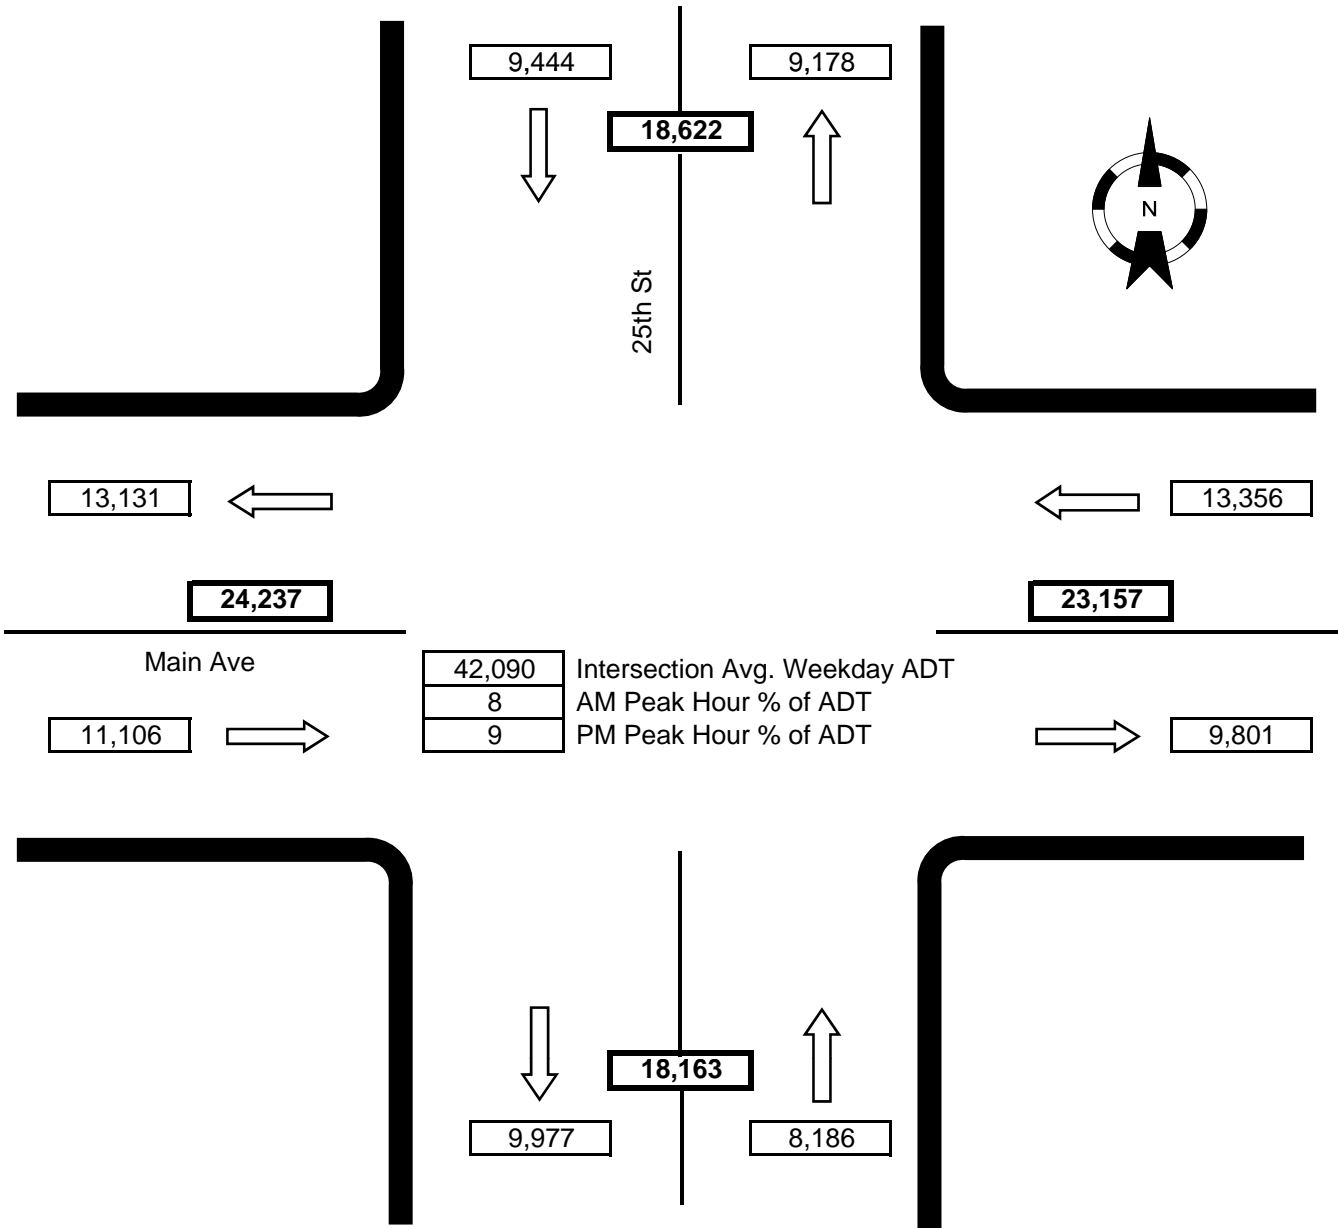 9,444
9,178
18,622
N
25th St
13,131
13,356
24,237
23,157
Main Ave
42,090 Intersection Avg. Weekday ADT
8 AM Peak Hour % of ADT
9 PM Peak Hour % of ADT
11,106
9,801
18,163
9,977
8,186